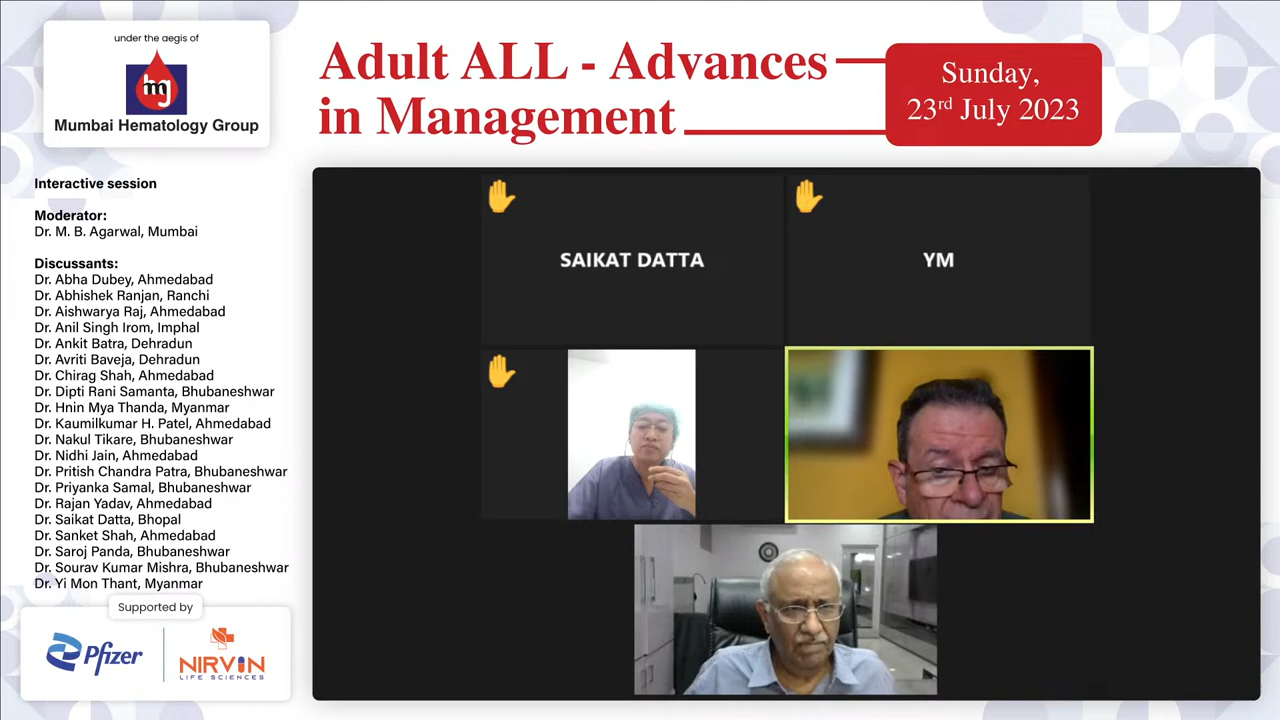 under the aegis of
mg
Mumbai Hematology Group
Adult ALL - Advances
in Management
Sunday,
23rd July 2023
Interactive session
Moderator:
Dr. M. B. Agarwal, Mumbai
Discussants:
Dr. Abha Dubey, Ahmedabad
Dr. Abhishek Ranjan, Ranchi
Dr. Aishwarya Raj, Ahmedabad
Dr. Anil Singh Irom, Imphal
Dr. Ankit Batra, Dehradun
Dr. Avriti Baveja, Dehradun
Dr. Chirag Shah, Ahmedabad
Dr. Dipti Rani Samanta, Bhubaneshwar
Dr. Hnin Mya Thanda, Myanmar
Dr. Kaumilkumar H. Patel, Ahmedabad
Dr. Nakul Tikare, Bhubaneshwar
Dr. Nidhi Jain, Ahmedabad
Dr. Pritish Chandra Patra, Bhubaneshwar
Dr. Priyanka Samal, Bhubaneshwar
Dr. Rajan Yadav, Ahmedabad
Dr. Saikat Datta, Bhopal
Dr. Sanket Shah, Ahmedabad
Dr. Saroj Panda, Bhubaneshwar
Dr. Sourav Kumar Mishra, Bhubaneshwar
Dr. Yi Mon Thant, Myanmar
Supported by
Pfizer
NIRVIN
LIFE SCIENCES
SAIKAT DATTA
YM